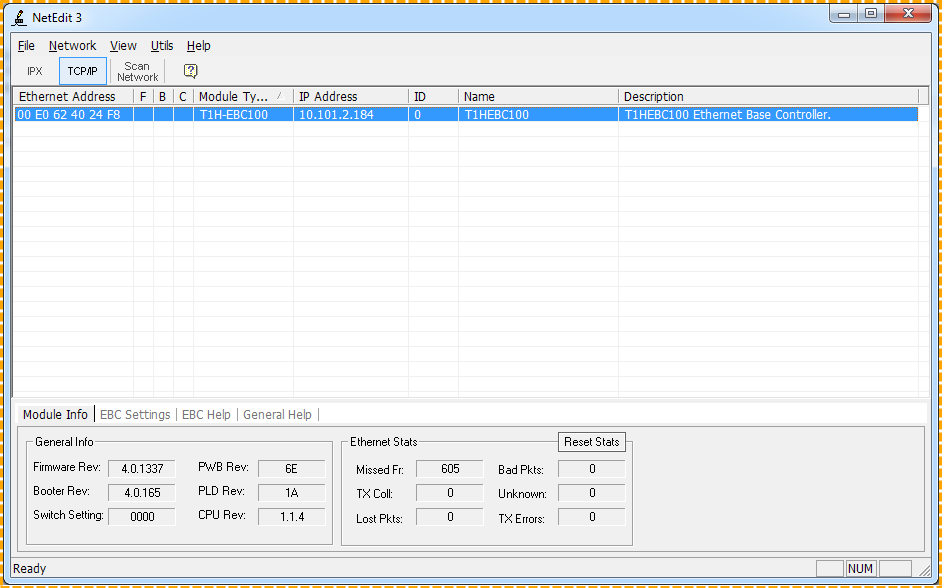 NetEdit 3
File Network View Utils Help
IPX TCP/IP Scan Network
Ethernet Address F B C Module Ty... IP Address ID Name Description
00 E0 62 40 24 F8 T1H-EBC100 10.101.2.184 0 T1HEBC100 T1HEBC100 Ethernet Base Controller.
Module Info EBC Settings EBC Help General Help
General Info Ethernet Stats Reset Stats
Firmware Rev: 4.0.1337 PWB Rev: 6E Missed Fr: 605 Bad Pkts: 0
Booter Rev: 4.0.165 PLD Rev: 1A TX Coll: 0 Unknown: 0
Switch Setting: 0000 CPU Rev: 1.1.4 Lost Pkts: 0 TX Errors: 0
Ready NUM